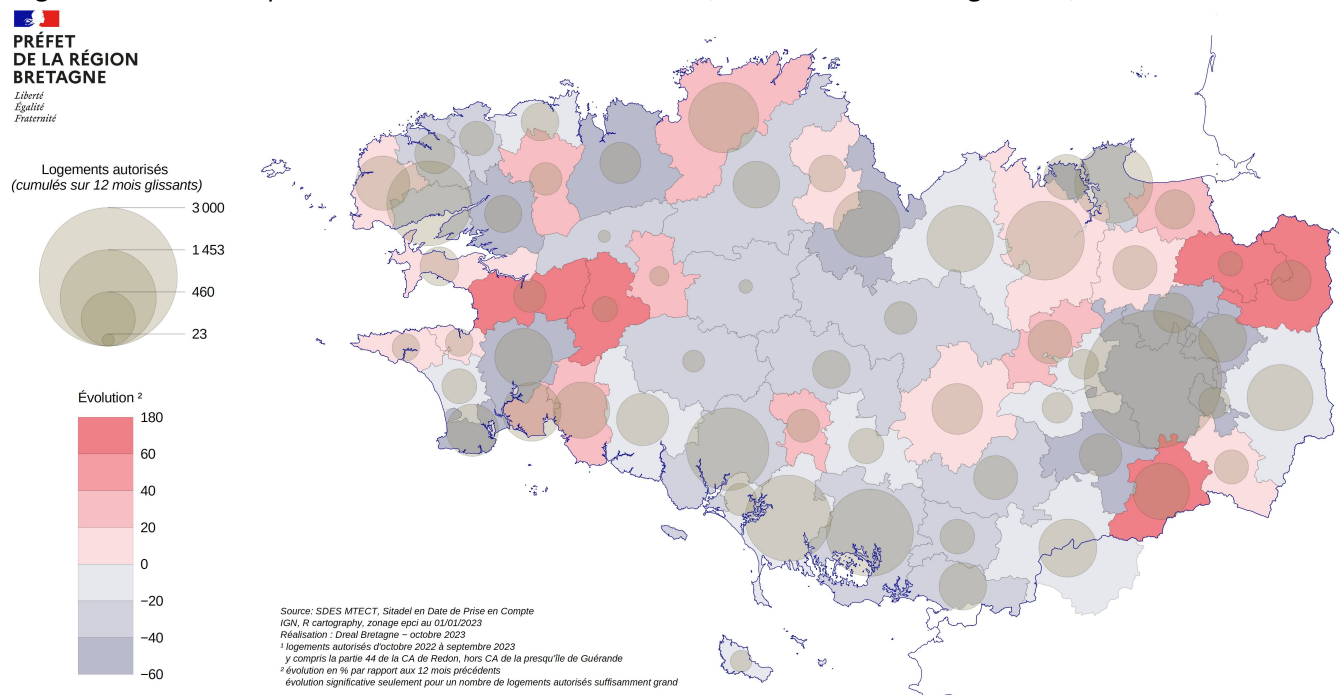 PRÉFET
DE LA RÉGION
BRETAGNE
Liberté
Égalité
Fraternité
Logements autorisés
(cumulés sur 12 mois glissants)
3 000
1 453
460
23
Évolution ²
180
60
40
20
0
−20
−40
−60
Source: SDES MTECT, Sitadel en Date de Prise en Compte
IGN, R cartography, zonage epci au 01/01/2023
Réalisation : Dreal Bretagne − octobre 2023
¹ logements autorisés d'octobre 2022 à septembre 2023
y compris la partie 44 de la CA de Redon, hors CA de la presqu'île de Guérande
² évolution en % par rapport aux 12 mois précédents
évolution significative seulement pour un nombre de logements autorisés suffisamment grand